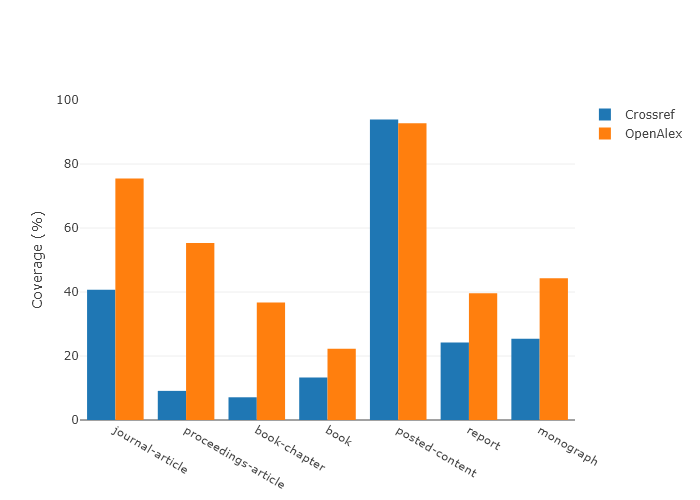 Coverage (%)
100
80
60
40
20
0
journal-article
proceedings-article
book-chapter
book
posted-content
report
monograph
Crossref
OpenAlex